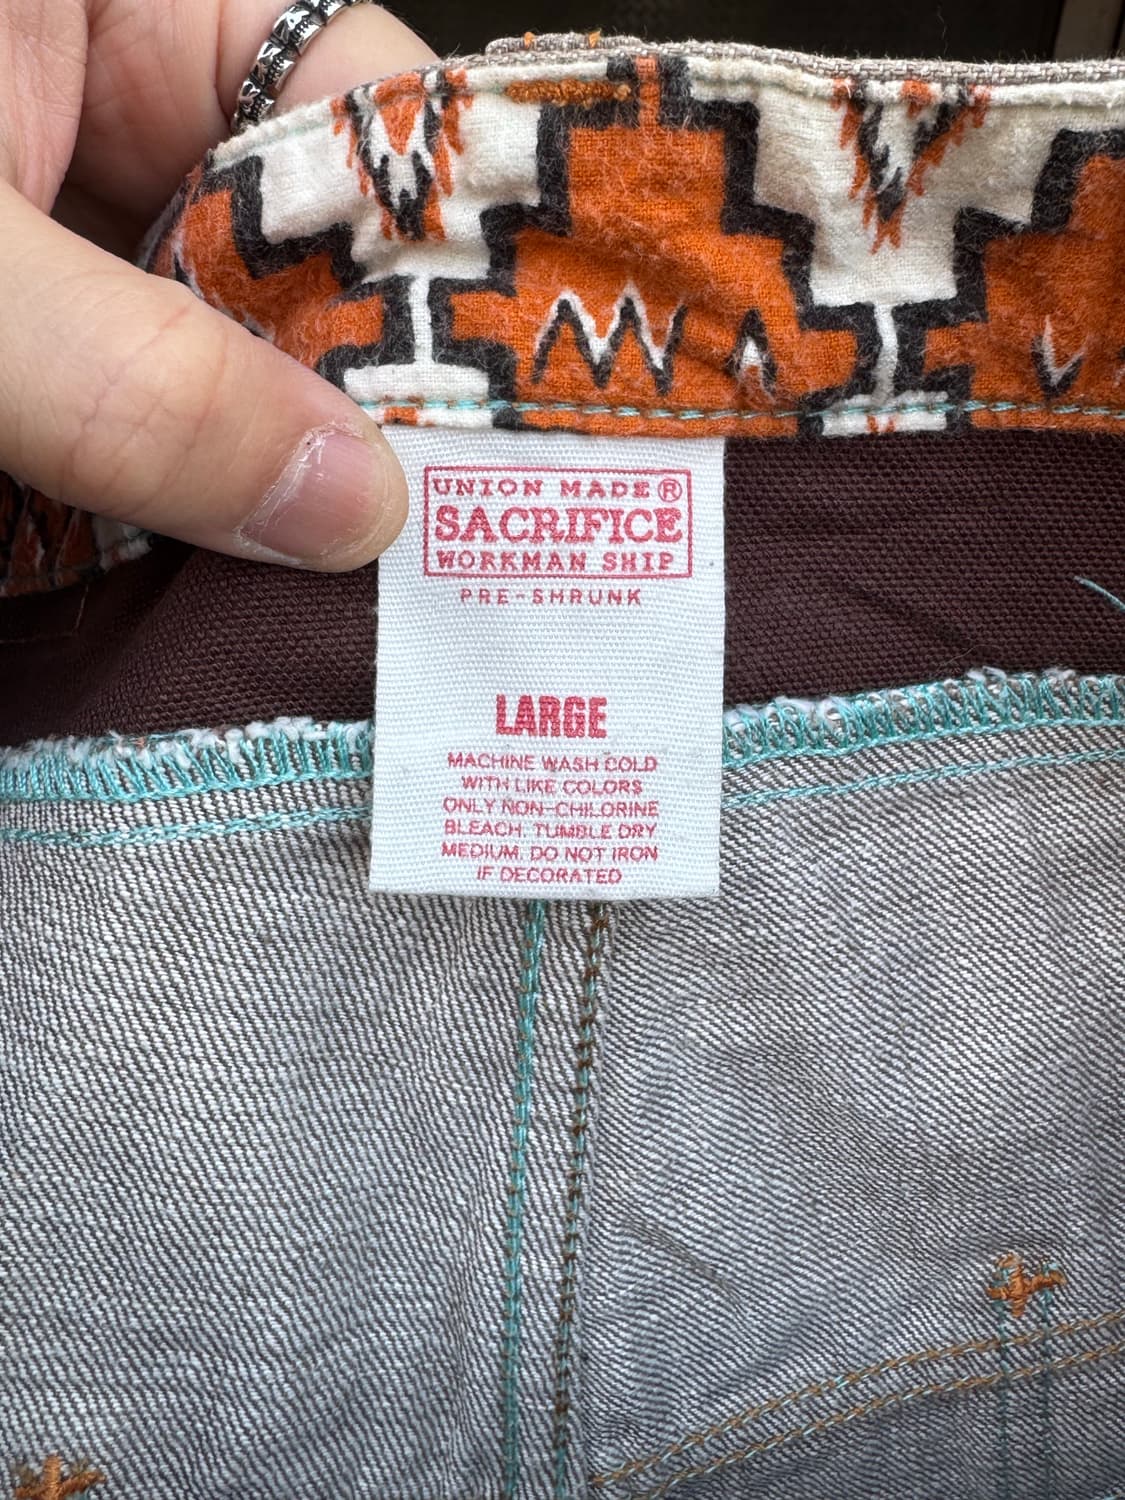 UNION MADE®
SACRIFICE
WORKMAN SHIP
PRE-SHRUNK
LARGE
MACHINE WASH COLD
WITH LIKE COLORS
ONLY NON-CHILORINE
BLEACH. TUMBLE DRY
MEDIUM. DO NOT IRON
IF DECORATED